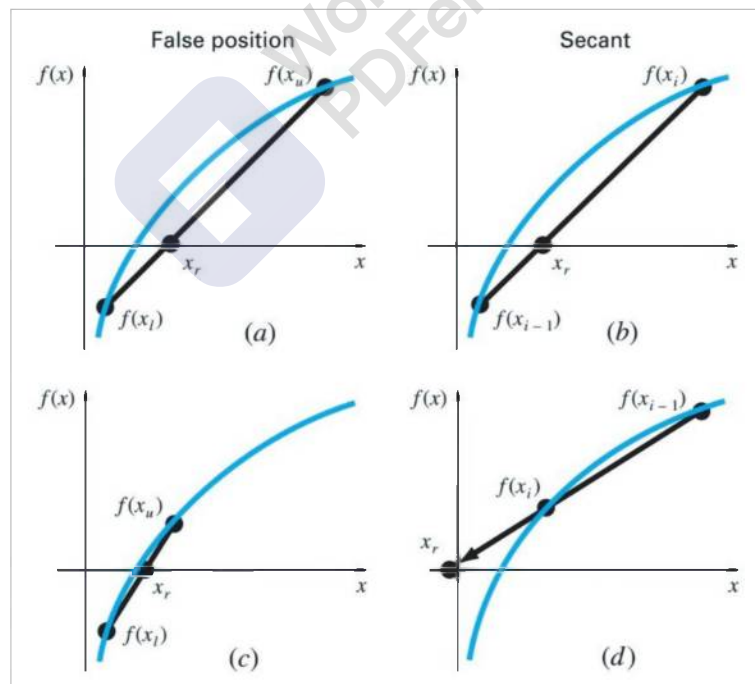 False position
Secant
f(x)
f(x_u)
x_r
x
f(x_l)
(a)
f(x)
f(x_i)
x_r
x
f(x_{i − 1})
(b)
f(x)
f(x_u)
x_r
x
f(x_l)
(c)
f(x)
f(x_{i − 1})
f(x_i)
x_r
x
(d)